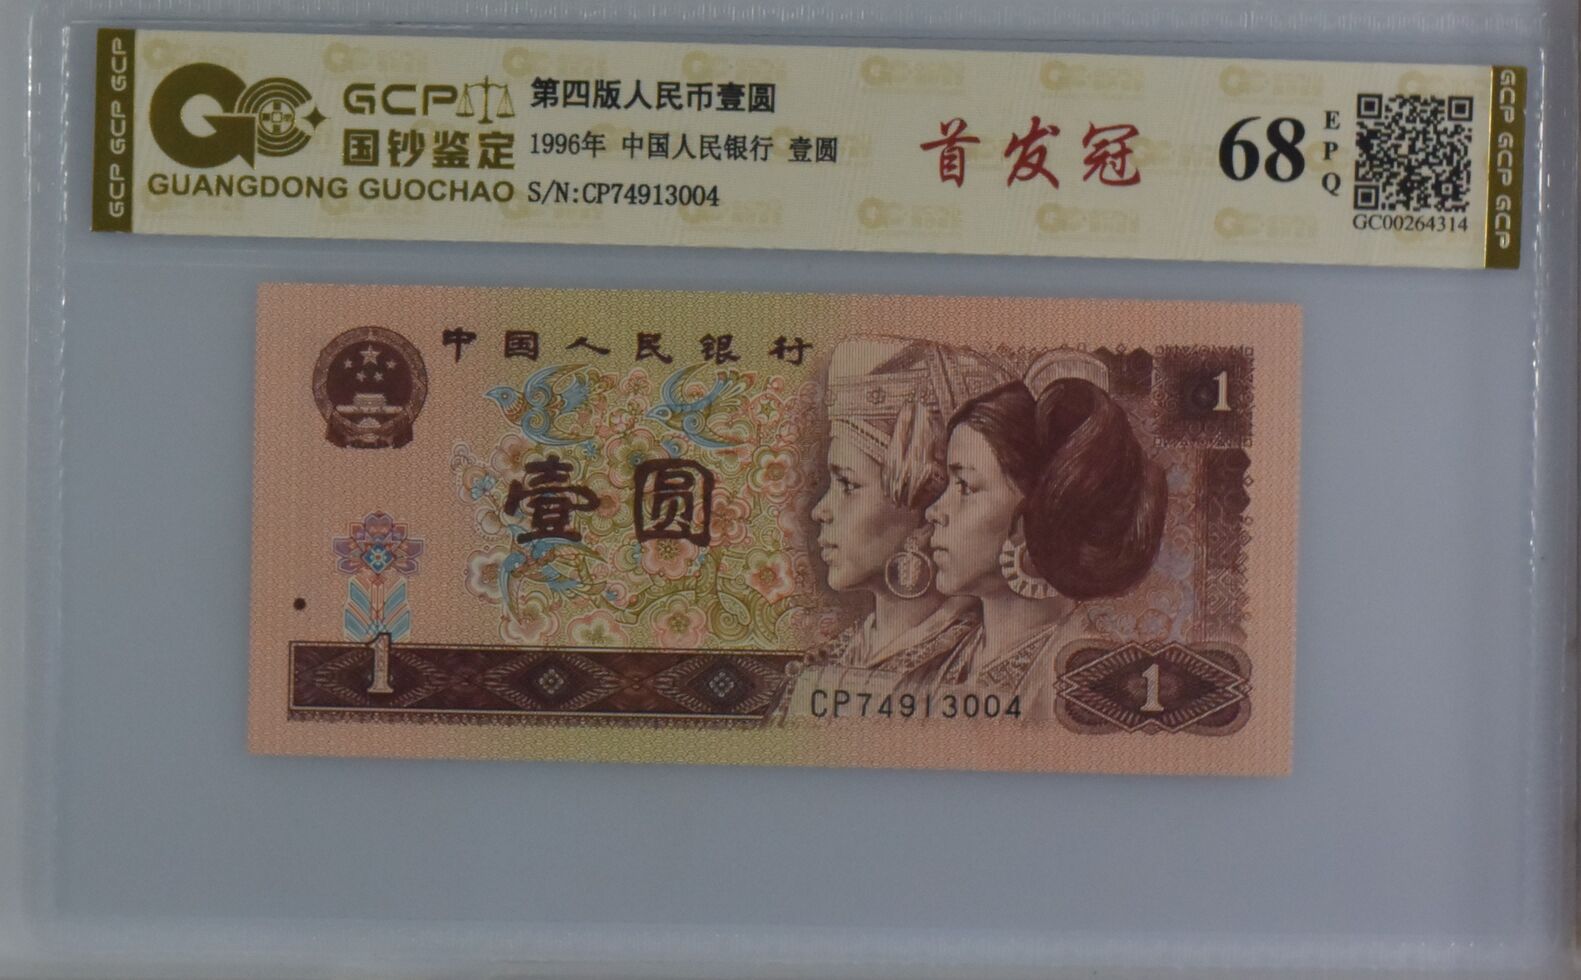 GCP GCP GCP
GCP
国钞鉴定
GUANGDONG GUOCHAO
第四版人民币壹圆
1996年 中国人民银行 壹圆
S/N:CP74913004
首发冠
68
EPQ
GC00264314
GCP GCP GCP
中国人民银行
1
壹圆
1
CP74913004
1